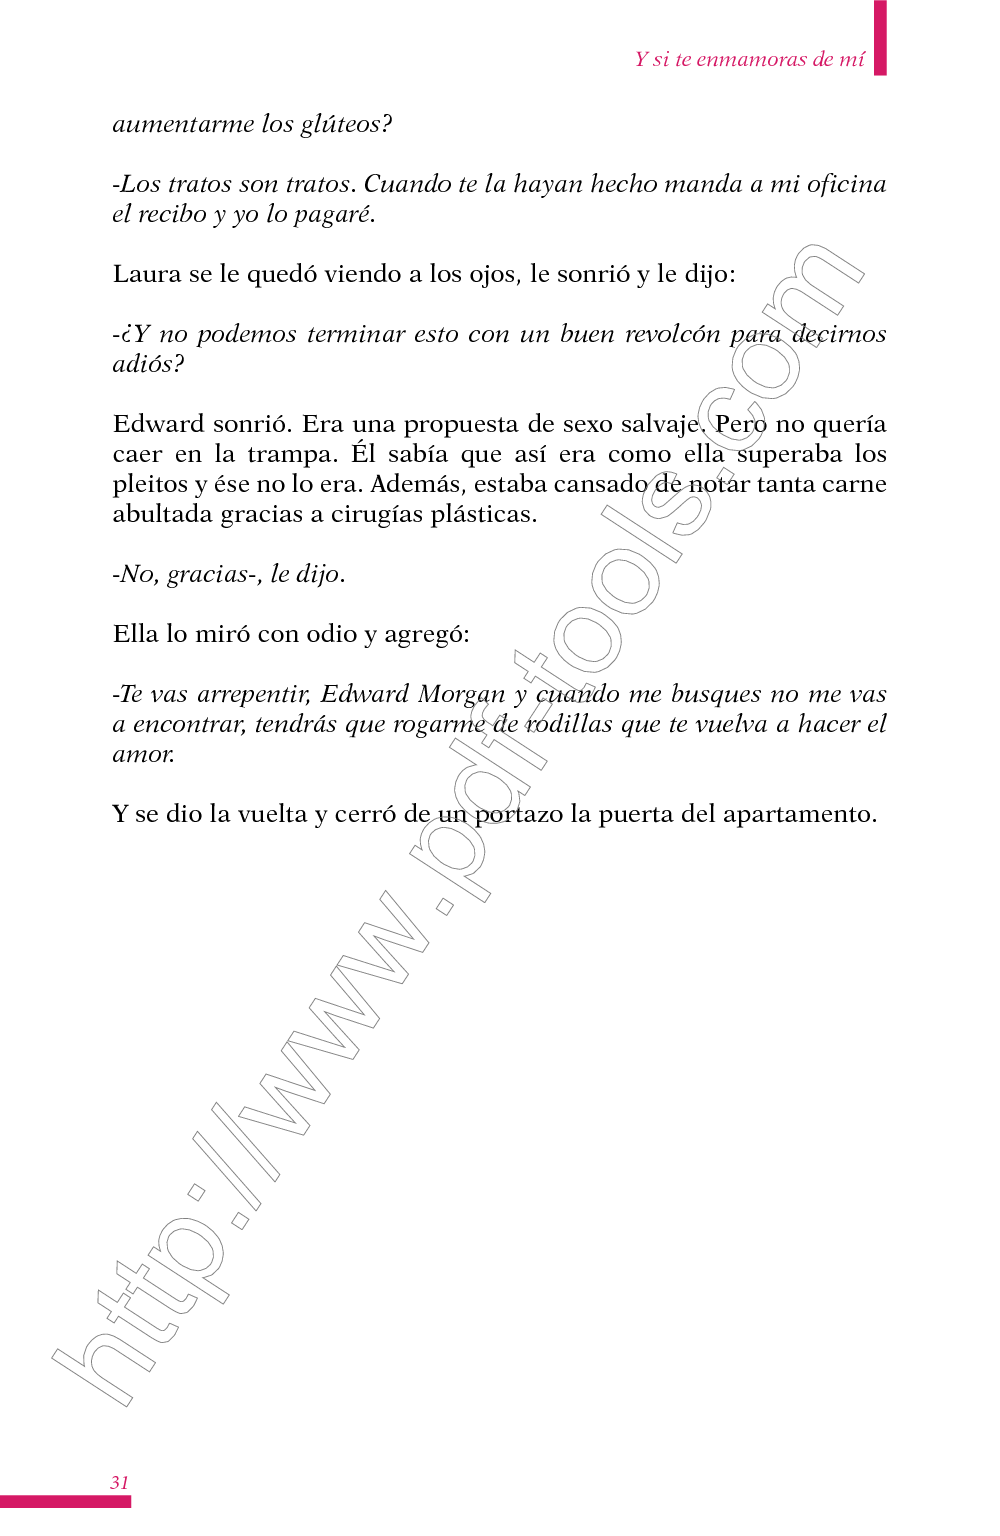 Y si te enmamoras de mí
aumentarme los glúteos?
-Los tratos son tratos. Cuando te la hayan hecho manda a mi oficina
el recibo y yo lo pagaré.
Laura se le quedó viendo a los ojos, le sonrió y le dijo:
-¿Y no podemos terminar esto con un buen revolcón para decirnos
adiós?
Edward sonrió. Era una propuesta de sexo salvaje. Pero no quería
caer en la trampa. Él sabía que así era como ella superaba los
pleitos y ése no lo era. Además, estaba cansado de notar tanta carne
abultada gracias a cirugías plásticas.
-No, gracias-, le dijo.
Ella lo miró con odio y agregó:
-Te vas arrepentir, Edward Morgan y cuando me busques no me vas
a encontrar, tendrás que rogarme de rodillas que te vuelva a hacer el
amor.
Y se dio la vuelta y cerró de un portazo la puerta del apartamento.
http://www.pdf-tools.com
31